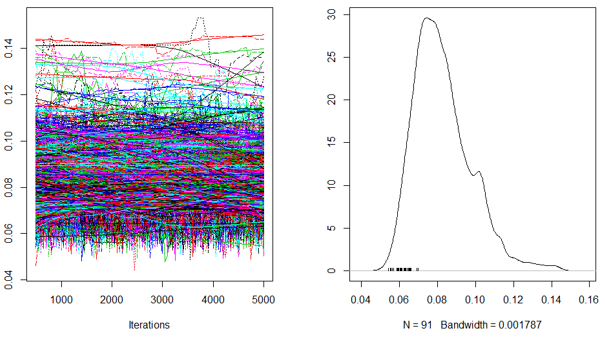 0.04 0.06 0.08 0.10 0.12 0.14
1000 2000 3000 4000 5000
Iterations
0 5 10 15 20 25 30
0.04 0.06 0.08 0.10 0.12 0.14 0.16
N = 91 Bandwidth = 0.001787